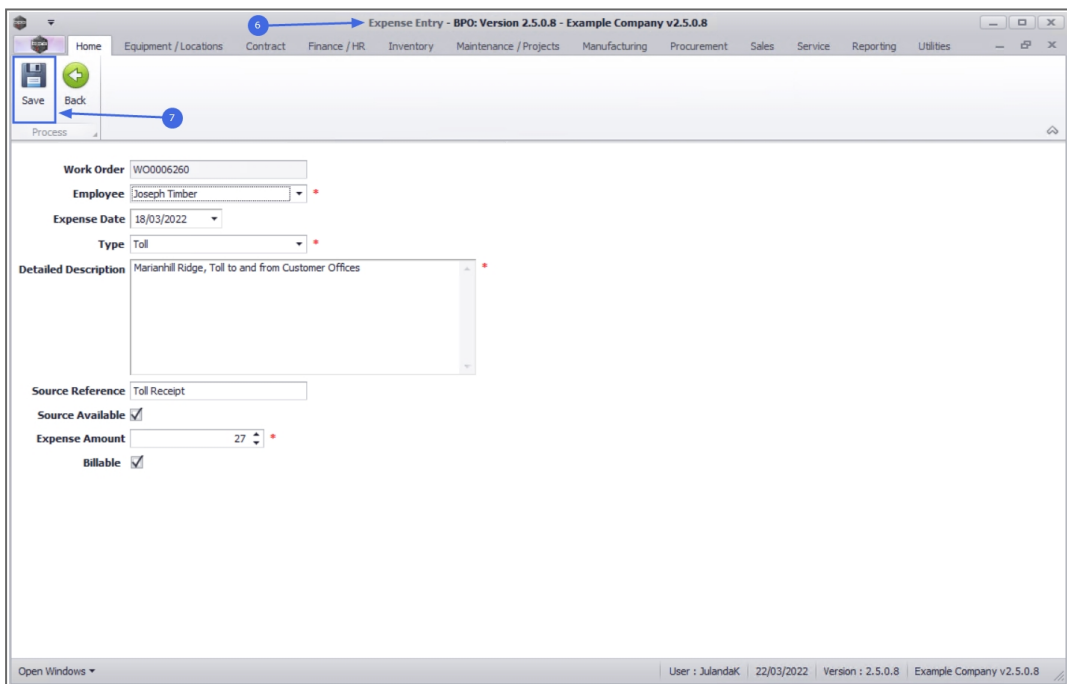 6
Expense Entry - BPO: Version 2.5.0.8 - Example Company v2.5.0.8
Home Equipment / Locations Contract Finance / HR Inventory Maintenance / Projects Manufacturing Procurement Sales Service Reporting Utilities
Save Back
7
Process
Work Order WO0006260
Employee Joseph Timber *
Expense Date 18/03/2022
Type Toll *
Detailed Description Marianhill Ridge, Toll to and from Customer Offices *
Source Reference Toll Receipt
Source Available
Expense Amount 27 *
Billable
Open Windows User : JulandaK 22/03/2022 Version : 2.5.0.8 Example Company v2.5.0.8